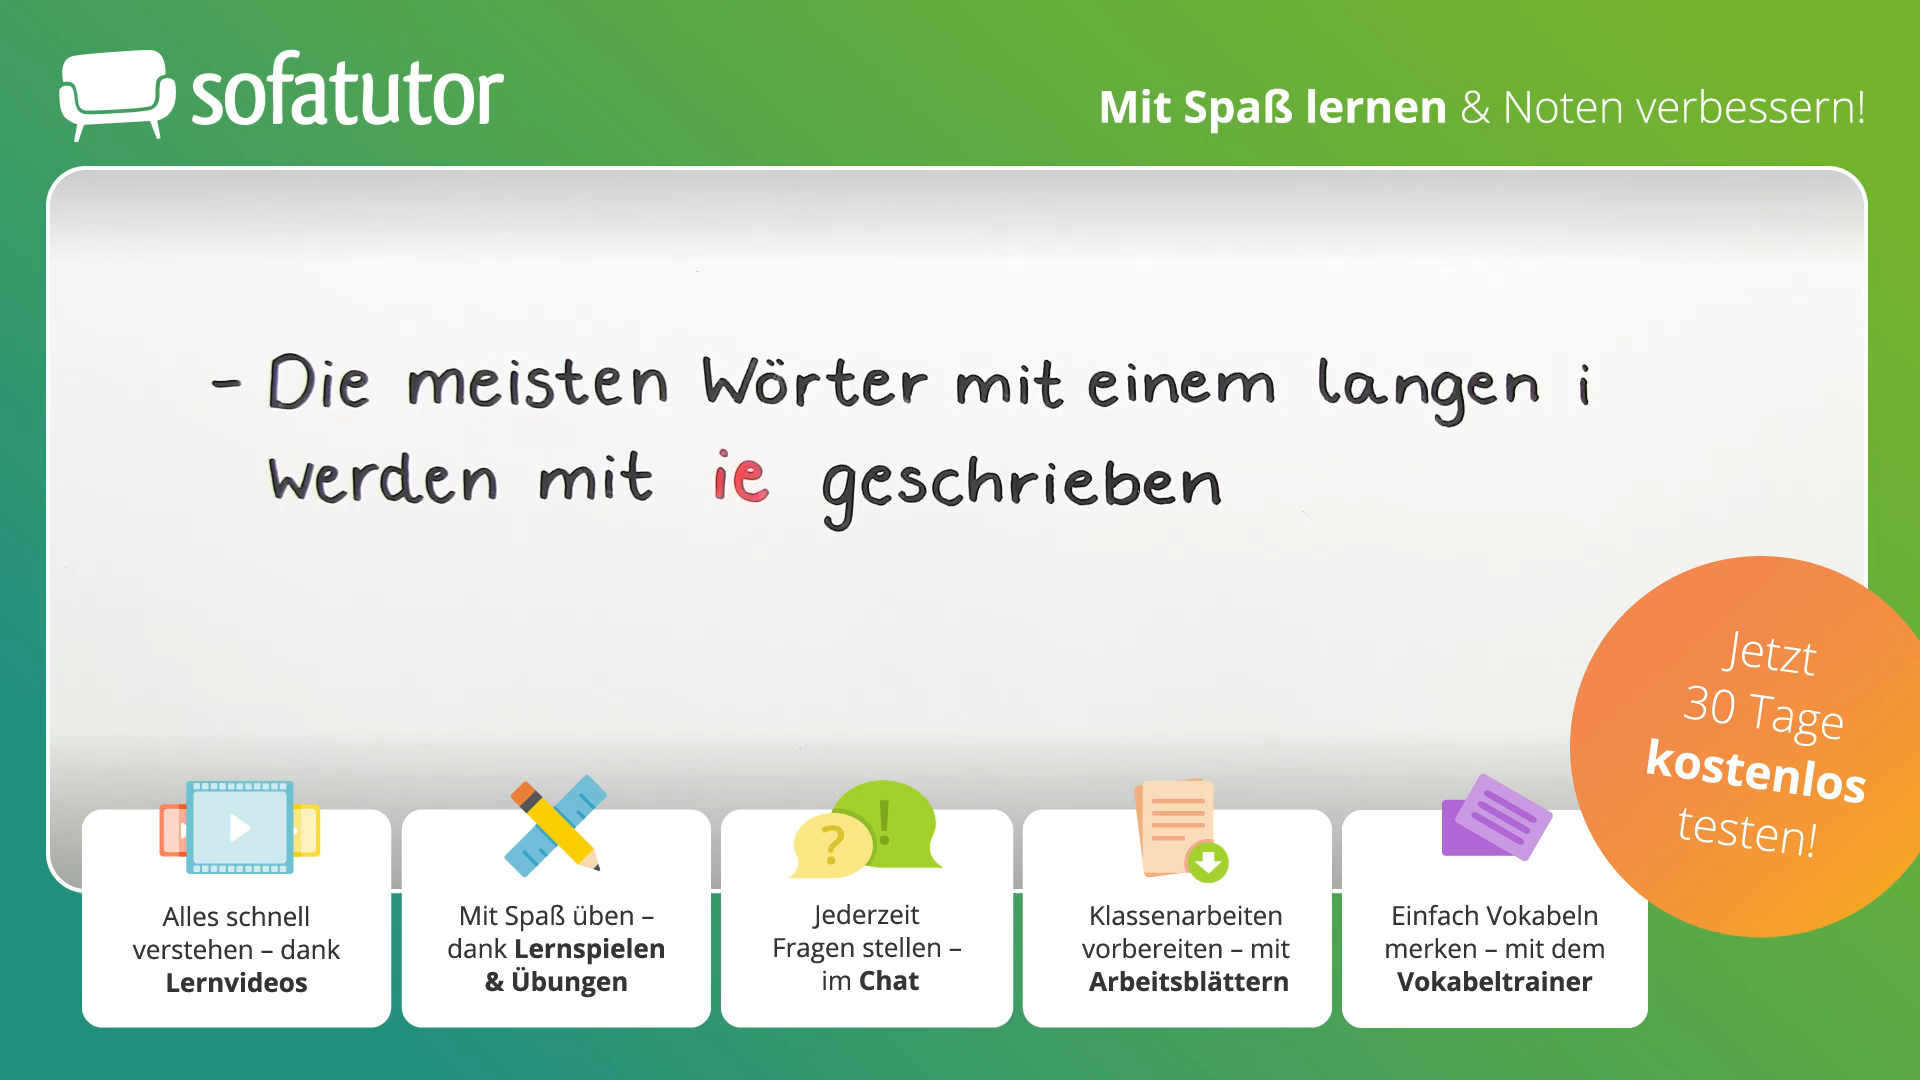 sofatutor
Mit Spaß lernen & Noten verbessern!
- Die meisten Wörter mit einem langen i
werden mit ie geschrieben
Jetzt
30 Tage
kostenlos
testen!
Alles schnell
verstehen – dank
Lernvideos
Mit Spaß üben –
dank Lernspielen
& Übungen
? !
Jederzeit
Fragen stellen –
im Chat
Klassenarbeiten
vorbereiten – mit
Arbeitsblättern
Einfach Vokabeln
merken – mit dem
Vokabeltrainer